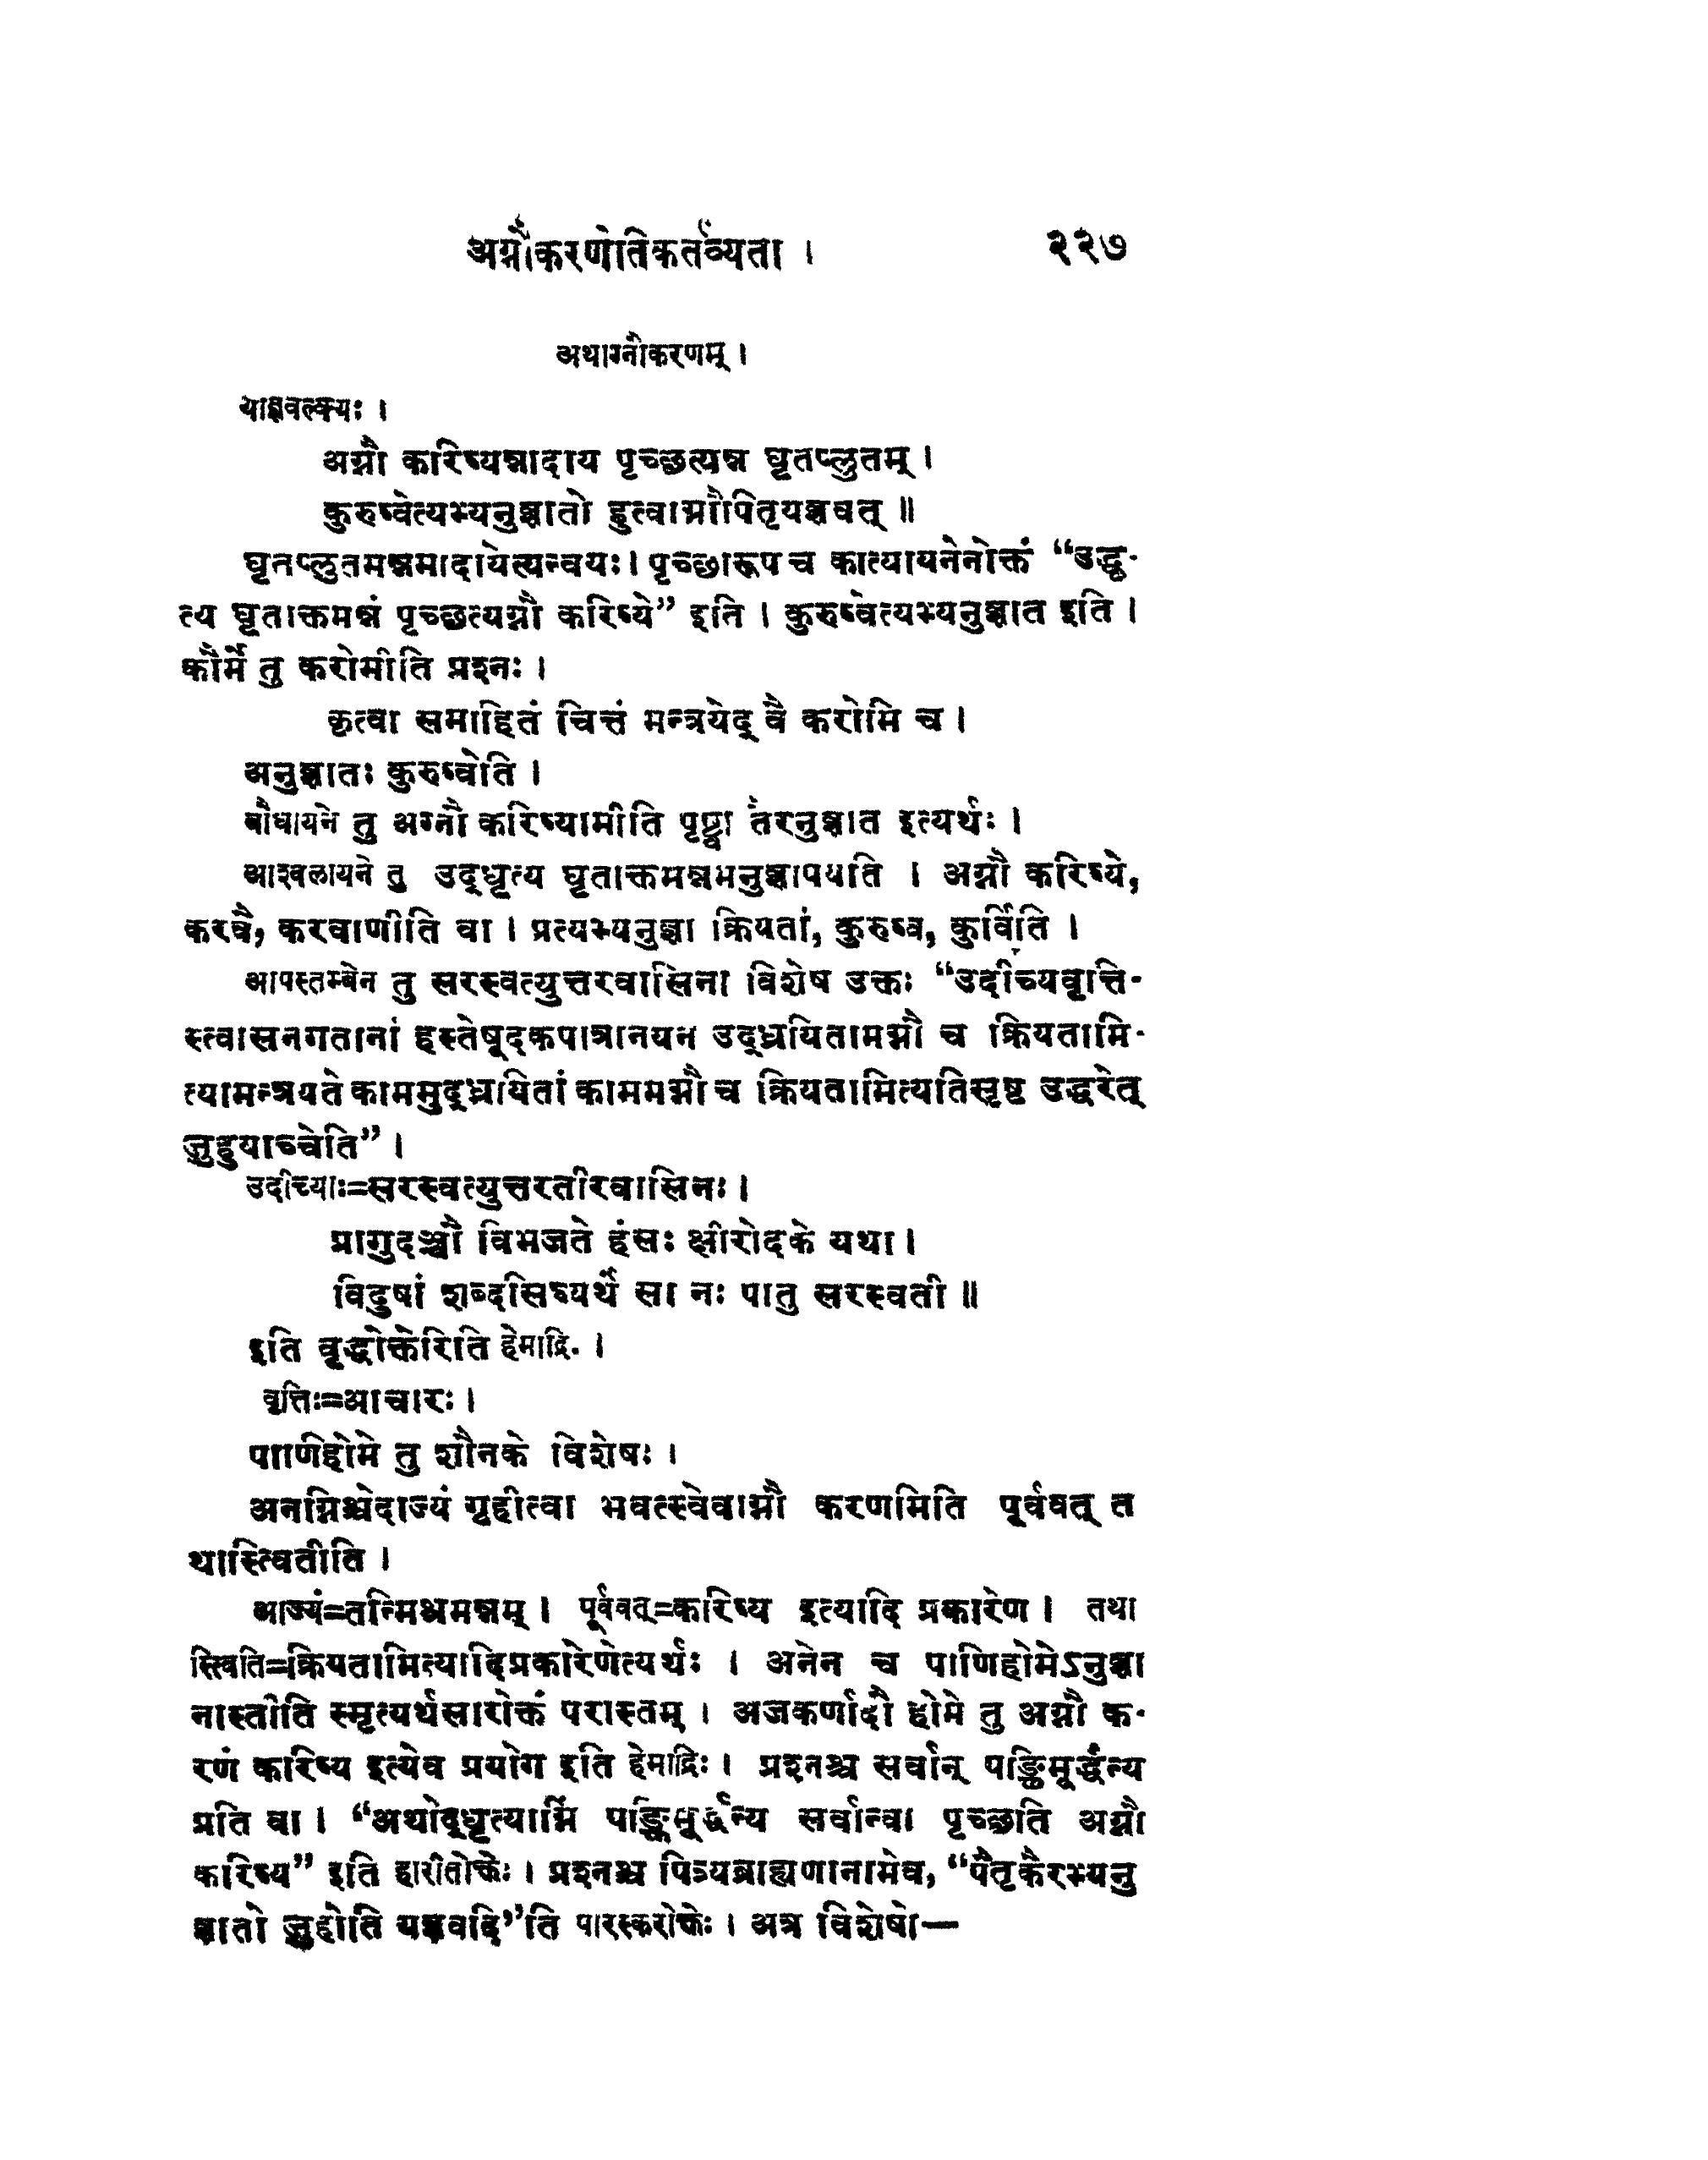 अग्नौकरणेतिकर्तव्यता । २२७
अथाग्नौकरणम् ।
याज्ञवल्क्यः ।
अग्नौ करिष्यन्नादाय पृच्छत्यन्न घृतप्लुतम् ।
कुरुष्वेत्यभ्यनुज्ञातो हुत्वाग्नौपितृयज्ञवत् ॥
घृतप्लुतमन्नमादायेत्यन्वयः। पृच्छारूप च कात्यायनेनोक्तं “उद्धृ-
त्य घृताक्तमन्नं पृच्छत्यग्नौ करिष्ये” इति । कुरुष्वेत्यभ्यनुज्ञात इति ।
कौर्मे तु करोमीति प्रश्नः ।
कृत्वा समाहितं चित्तं मन्त्रयेद् वै करोमि च ।
अनुज्ञातः कुरुष्वेति ।
बौधायने तु अग्नौ करिष्यामीति पृष्ट्वा तैरनुज्ञात इत्यर्थः ।
आश्वलायने तु उद्धृत्य घृताक्तमन्नमनुज्ञापयति । अग्नौ करिष्ये,
करवै, करवाणीति वा । प्रत्यभ्यनुज्ञा क्रियतां, कुरुष्व, कुर्विति ।
आपस्तम्बेन तु सरस्वत्युत्तरवासिना विशेष उक्तः “उदीच्यवृत्ति-
स्त्वासनगतानां हस्तेषूदकपात्रानयन उद्ध्रियितामग्नौ च क्रियतामि-
त्यामन्त्रयते काममुद्ध्रियितां काममग्नौ च क्रियतामित्यतिसृष्ट उद्धरेत्
जुहुयाच्चेति” ।
उदीच्याः=सरस्वत्युत्तरतीरवासिनः ।
प्रागुदञ्चौ विभजते हंसः क्षीरोदके यथा ।
विदुषां शब्दसिध्यर्थे सा नः पातु सरस्वती ॥
इति वृद्धोक्तेरिति हेमाद्रि. ।
वृत्तिः=आचारः ।
पाणिहोमे तु शौनके विशेषः ।
अनग्निश्चेदाज्यं गृहीत्वा भवत्स्वेवाग्नौ करणमिति पूर्ववत् त
थास्त्वितीति ।
आज्यं=तन्मिश्रमन्नम् । पूर्ववत्=करिष्य इत्यादि प्रकारेण । तथा
स्त्विति=क्रियतामित्यादिप्रकारेणेत्यर्थः । अनेन च पाणिहोमेऽनुज्ञा
नास्तीति स्मृत्यर्थसारोक्तं परास्तम् । अजकर्णादौ होमे तु अग्नौ क-
रणं करिष्य इत्येव प्रयोग इति हेमाद्रिः । प्रश्नश्च सर्वान् पङ्क्तिमूर्द्धन्य
प्रति वा । “अथोद्धृत्याग्निं पङ्क्तिमूर्द्धन्य सर्वान्वा पृच्छति अग्नौ
करिष्य” इति हारीतोक्तेः । प्रश्नश्च पित्र्यब्राह्मणानामेव, “पैतृकैरभ्यनु
ज्ञातो जुहोति यज्ञवदि”ति पारस्करोक्तेः । अत्र विशेषो—